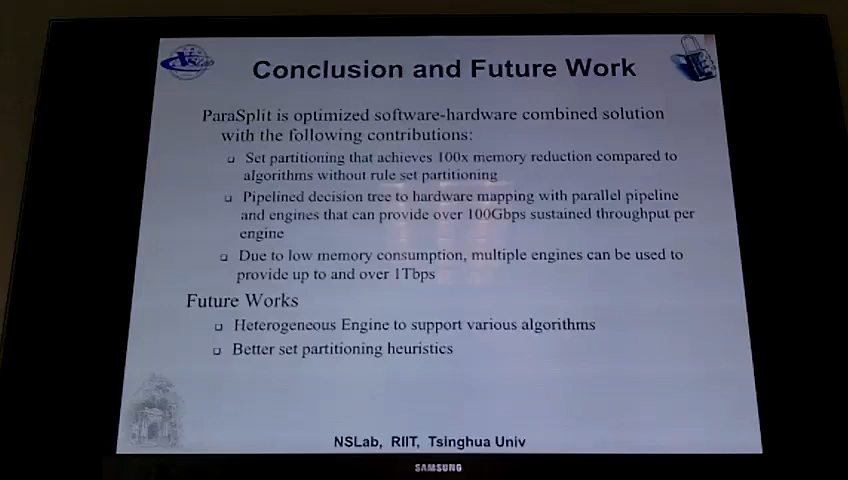 NSLab
Conclusion and Future Work
ParaSplit is optimized software-hardware combined solution
with the following contributions:
Set partitioning that achieves 100x memory reduction compared to
algorithms without rule set partitioning
Pipelined decision tree to hardware mapping with parallel pipeline
and engines that can provide over 100Gbps sustained throughput per
engine
Due to low memory consumption, multiple engines can be used to
provide up to and over 1Tbps
Future Works
Heterogeneous Engine to support various algorithms
Better set partitioning heuristics
NSLab, RIIT, Tsinghua Univ
SAMSUNG